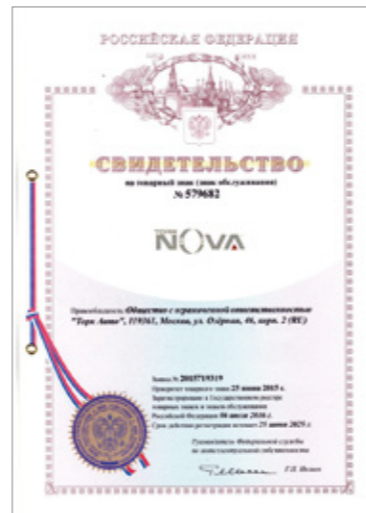 РОССИЙСКАЯ ФЕДЕРАЦИЯ
СВИДЕТЕЛЬСТВО
на товарный знак (знак обслуживания)
№ 579682
NOVA
Правообладатель: Общество с ограниченной ответственностью
"Торк Авто", 119361, Москва, ул. Озёрная, 46, корп. 2 (RU)
Заявка № 2015719319
Приоритет товарного знака 25 июня 2015 г.
Зарегистрировано в Государственном реестре
товарных знаков и знаков обслуживания
Российской Федерации 06 июля 2016 г.
Срок действия регистрации истекает 25 июня 2025 г.
Руководитель Федеральной службы
по интеллектуальной собственности
Г.П. Ивлиев